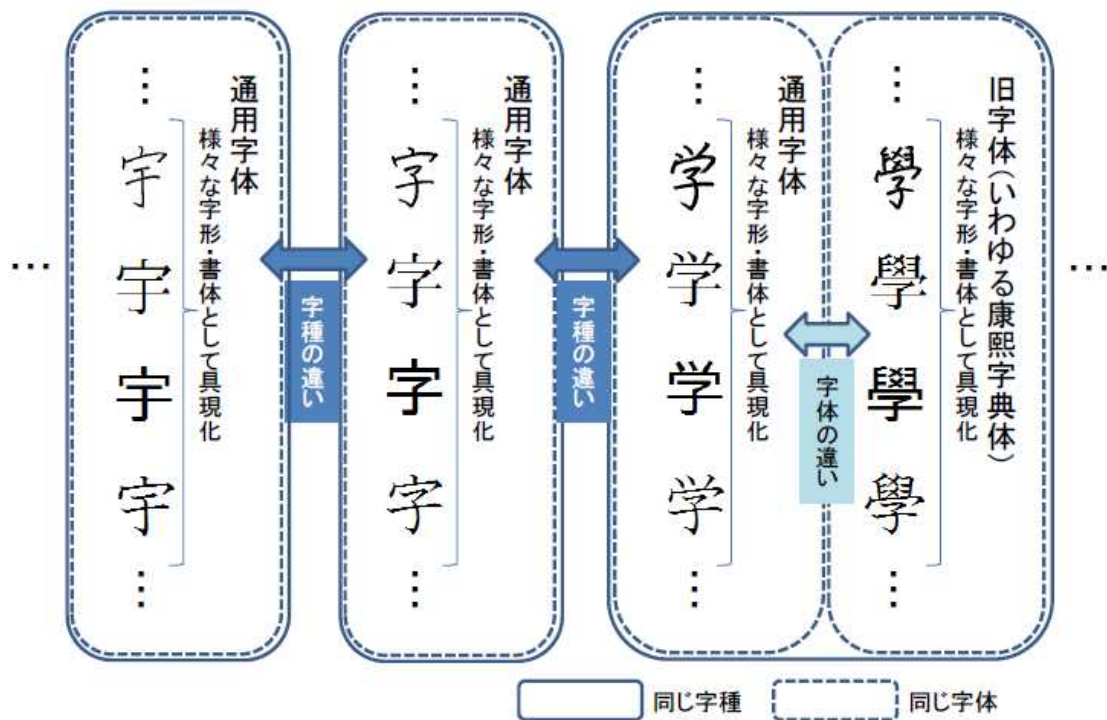 …
通用字体
様々な字形・書体として具現化
…
宇
宇
宇
宇
…
字種の違い
通用字体
様々な字形・書体として具現化
…
字
字
字
字
…
字種の違い
通用字体
様々な字形・書体として具現化
…
学
学
学
学
…
字体の違い
旧字体(いわゆる康熙字典体)
様々な字形・書体として具現化
…
學
學
學
學
…
…
同じ字種
同じ字体